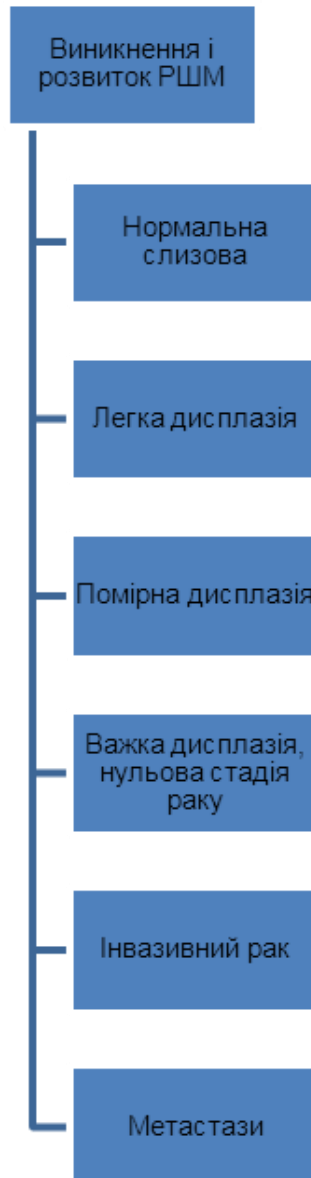 Виникнення і
розвиток РШМ
Нормальна
слизова
Легка дисплазія
Помірна дисплазія
Важка дисплазія,
нульова стадія
раку
Інвазивний рак
Метастази